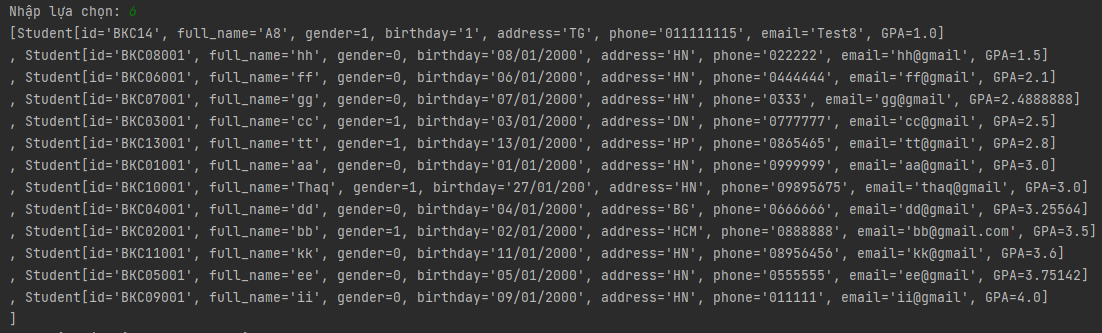 Nhập lựa chọn: 6
[Student[id='BKC14', full_name='A8', gender=1, birthday='1', address='TG', phone='011111115', email='Test8', GPA=1.0]
, Student[id='BKC08001', full_name='hh', gender=0, birthday='08/01/2000', address='HN', phone='022222', email='hh@gmail', GPA=1.5]
, Student[id='BKC06001', full_name='ff', gender=0, birthday='06/01/2000', address='HN', phone='0444444', email='ff@gmail', GPA=2.1]
, Student[id='BKC07001', full_name='gg', gender=0, birthday='07/01/2000', address='HN', phone='0333', email='gg@gmail', GPA=2.4888888]
, Student[id='BKC03001', full_name='cc', gender=1, birthday='03/01/2000', address='DN', phone='0777777', email='cc@gmail', GPA=2.5]
, Student[id='BKC13001', full_name='tt', gender=1, birthday='13/01/2000', address='HP', phone='0865465', email='tt@gmail', GPA=2.8]
, Student[id='BKC01001', full_name='aa', gender=0, birthday='01/01/2000', address='HN', phone='0999999', email='aa@gmail', GPA=3.0]
, Student[id='BKC10001', full_name='Thaq', gender=1, birthday='27/01/200', address='HN', phone='09895675', email='thaq@gmail', GPA=3.0]
, Student[id='BKC04001', full_name='dd', gender=0, birthday='04/01/2000', address='BG', phone='0666666', email='dd@gmail', GPA=3.25564]
, Student[id='BKC02001', full_name='bb', gender=1, birthday='02/01/2000', address='HCM', phone='0888888', email='bb@gmail.com', GPA=3.5]
, Student[id='BKC11001', full_name='kk', gender=0, birthday='11/01/2000', address='HN', phone='08956456', email='kk@gmail', GPA=3.6]
, Student[id='BKC05001', full_name='ee', gender=0, birthday='05/01/2000', address='HN', phone='0555555', email='ee@gmail', GPA=3.75142]
, Student[id='BKC09001', full_name='ii', gender=0, birthday='09/01/2000', address='HN', phone='011111', email='ii@gmail', GPA=4.0]
]